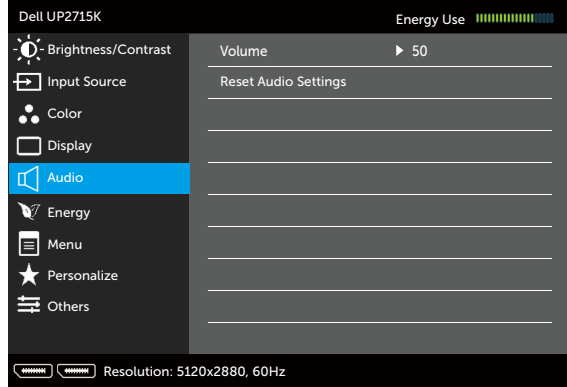 Dell UP2715K
Energy Use
Brightness/Contrast
Volume 50
Input Source
Reset Audio Settings
Color
Display
Audio
Energy
Menu
Personalize
Others
Resolution: 5120x2880, 60Hz